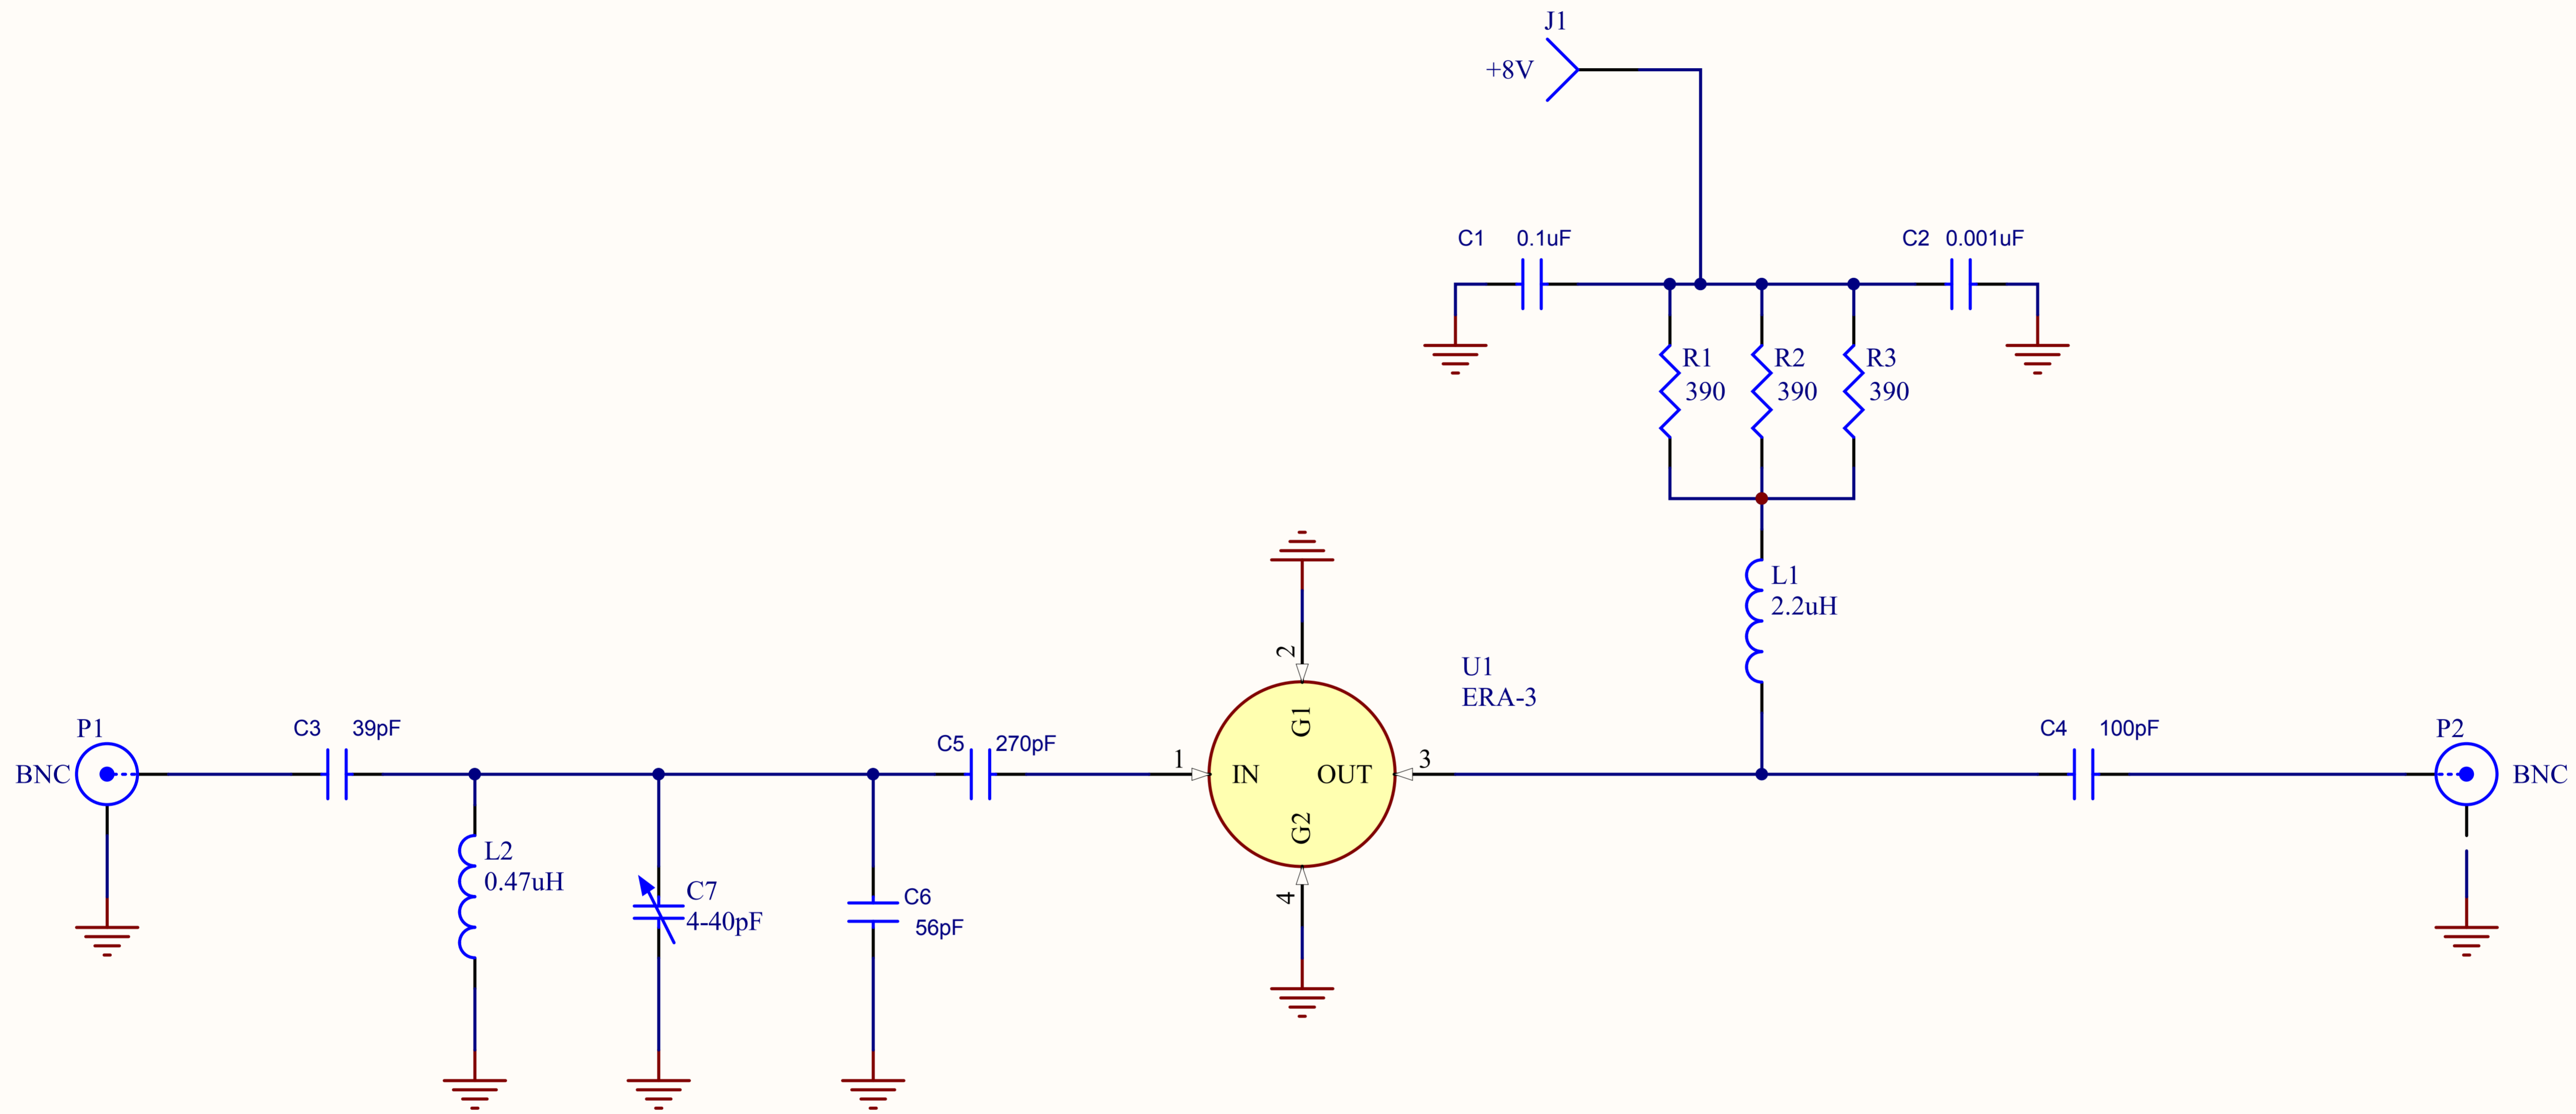 J1
+8V
C1 0.1uF
C2 0.001uF
R1
390
R2
390
R3
390
L1
2.2uH
2
U1
ERA-3
G1
P1
BNC
C3 39pF
C5 270pF
1
IN
OUT
3
C4 100pF
P2
BNC
G2
4
L2
0.47uH
C7
4-40pF
C6
56pF